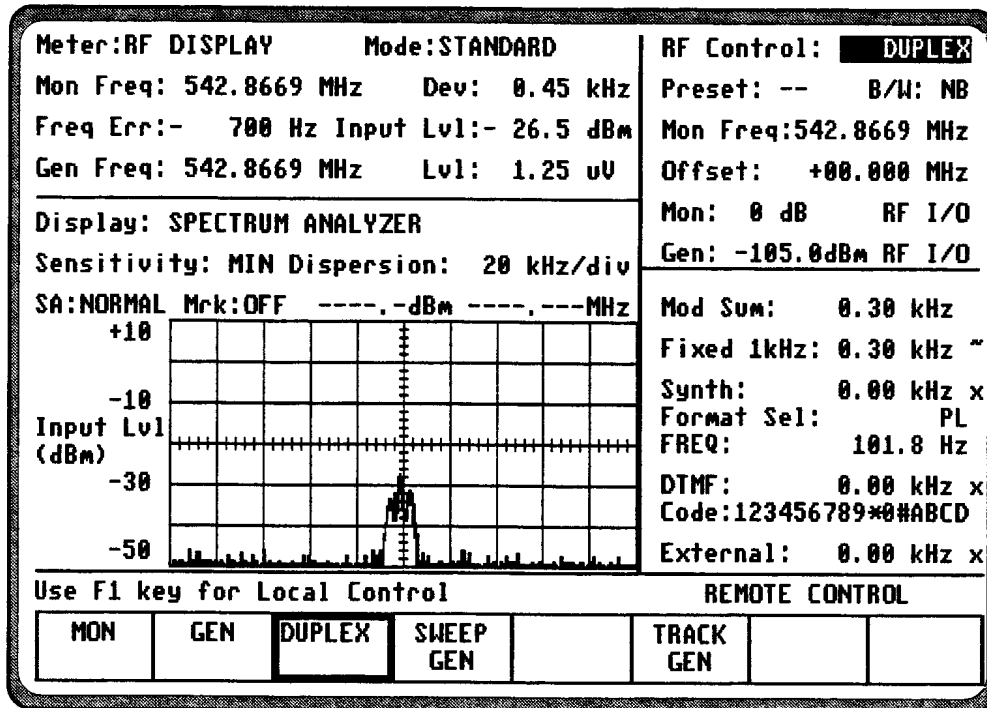 Meter:RF DISPLAY Mode:STANDARD
Mon Freq: 542.8669 MHz Dev: 0.45 kHz
Freq Err:- 700 Hz Input Lvl:- 26.5 dBm
Gen Freq: 542.8669 MHz Lvl: 1.25 uV
Display: SPECTRUM ANALYZER
Sensitivity: MIN Dispersion: 20 kHz/div
SA:NORMAL Mrk:OFF ----.-dBm ----.---MHz
+10
-10
Input Lvl
(dBm)
-30
-50
RF Control: DUPLEX
Preset: -- B/W: NB
Mon Freq:542.8669 MHz
Offset: +00.000 MHz
Mon: 0 dB RF I/O
Gen: -105.0dBm RF I/O
Mod Sum: 0.30 kHz
Fixed 1kHz: 0.30 kHz ~
Synth: 0.00 kHz x
Format Sel: PL
FREQ: 101.8 Hz
DTMF: 0.00 kHz x
Code:123456789*0#ABCD
External: 0.00 kHz x
Use F1 key for Local Control REMOTE CONTROL
MON GEN DUPLEX SWEEP GEN TRACK GEN